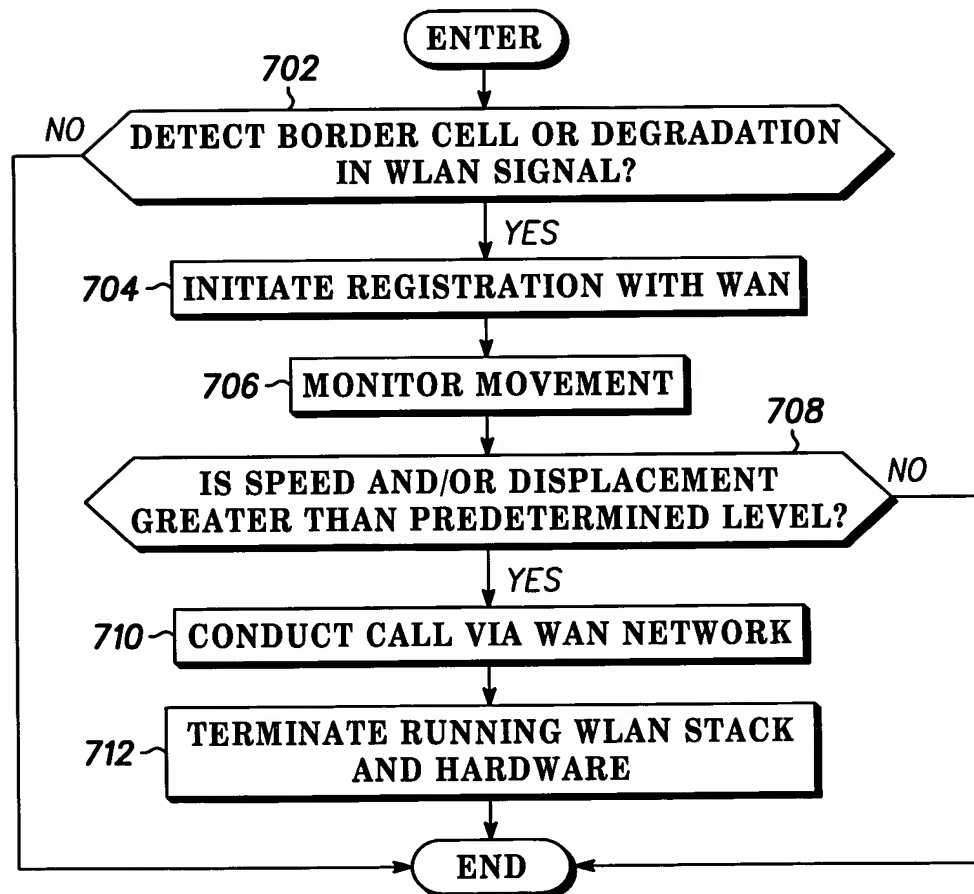 ENTER
702
NO
DETECT BORDER CELL OR DEGRADATION
IN WLAN SIGNAL?
YES
704
INITIATE REGISTRATION WITH WAN
706
MONITOR MOVEMENT
708
IS SPEED AND/OR DISPLACEMENT
GREATER THAN PREDETERMINED LEVEL?
NO
YES
710
CONDUCT CALL VIA WAN NETWORK
712
TERMINATE RUNNING WLAN STACK
AND HARDWARE
END